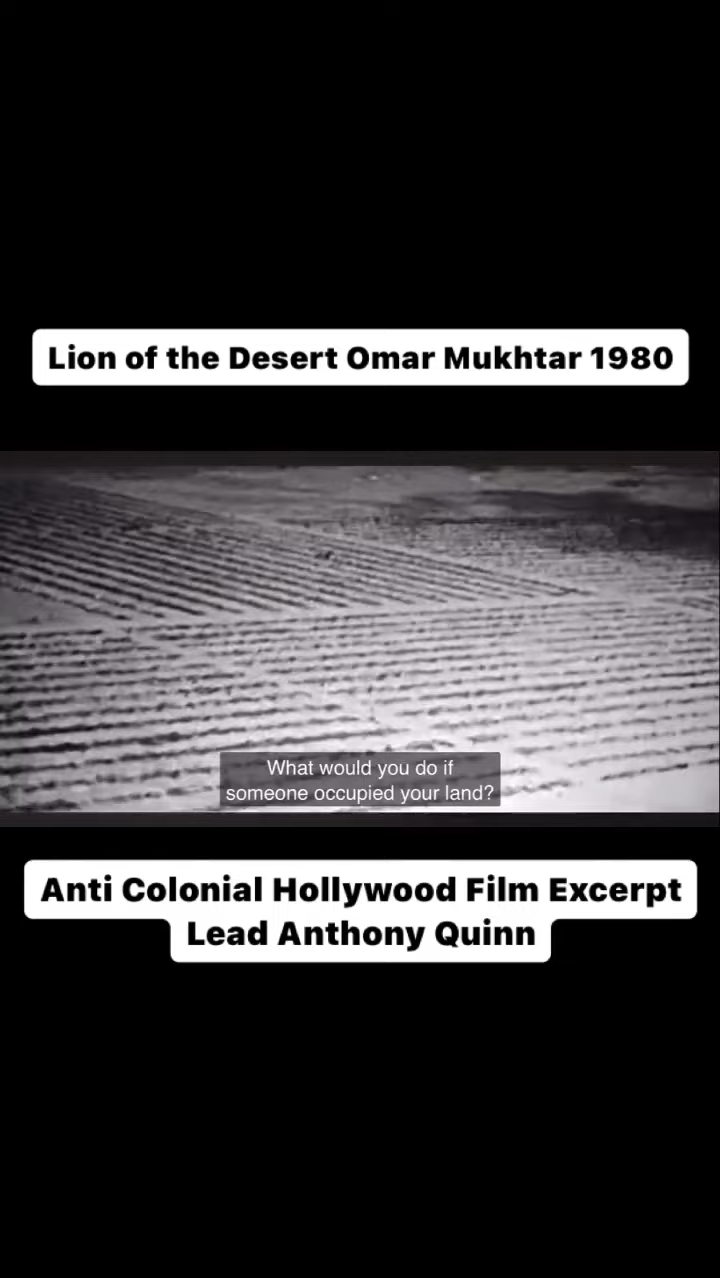 Lion of the Desert Omar Mukhtar 1980
What would you do if
someone occupied your land?
Anti Colonial Hollywood Film Excerpt
Lead Anthony Quinn